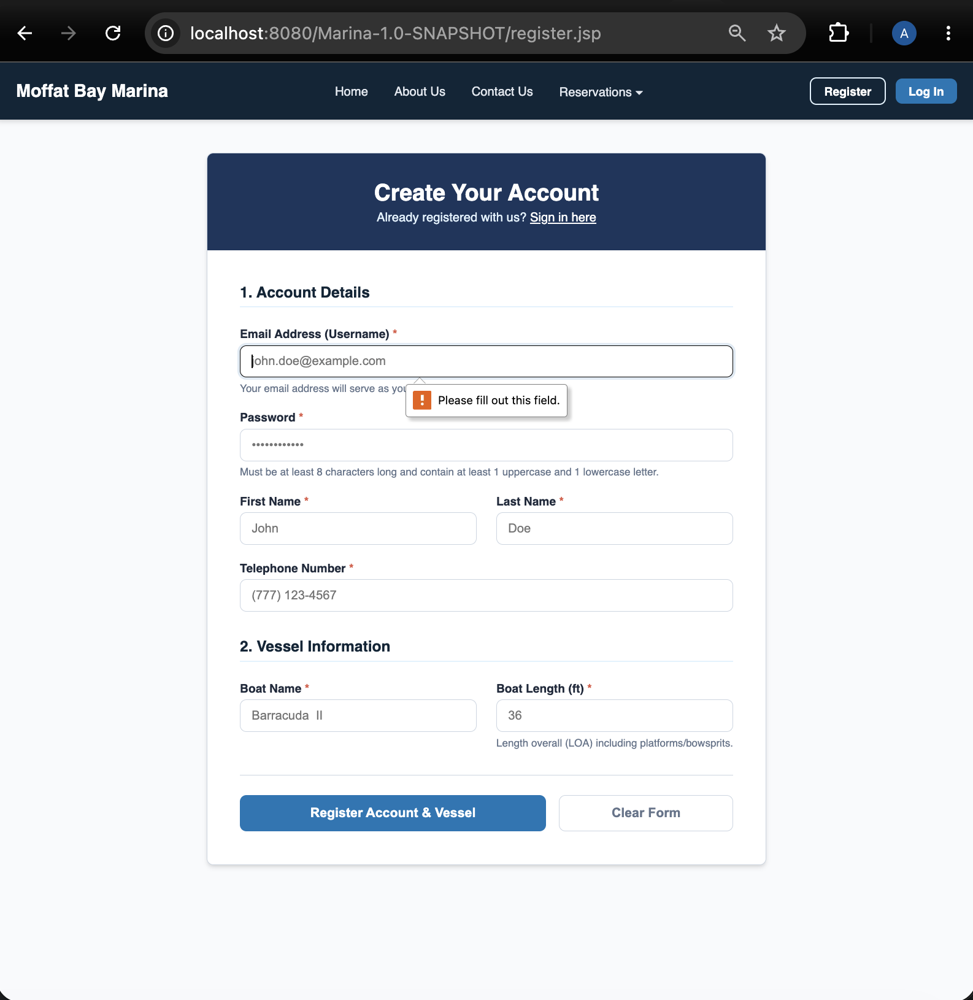 localhost:8080/Marina-1.0-SNAPSHOT/register.jsp
A
Moffat Bay Marina
Home
About Us
Contact Us
Reservations
Register
Log In
Create Your Account
Already registered with us? Sign in here
1. Account Details
Email Address (Username) *
john.doe@example.com
Your email address will serve as
Please fill out this field.
Password *
••••••••••••
Must be at least 8 characters long and contain at least 1 uppercase and 1 lowercase letter.
First Name *
Last Name *
John
Doe
Telephone Number *
(777) 123-4567
2. Vessel Information
Boat Name *
Boat Length (ft) *
Barracuda  II
36
Length overall (LOA) including platforms/bowsprits.
Register Account & Vessel
Clear Form